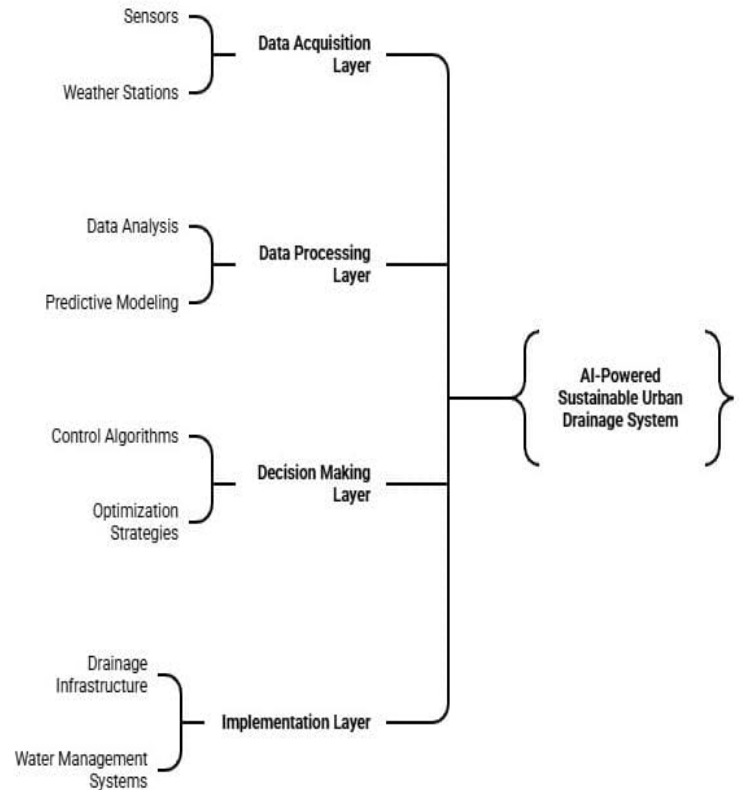 Sensors
Data Acquisition
Layer
Weather Stations
Data Analysis
Data Processing
Layer
Predictive Modeling
AI-Powered
Sustainable Urban
Drainage System
Control Algorithms
Decision Making
Layer
Optimization
Strategies
Drainage
Infrastructure
Implementation Layer
Water Management
Systems